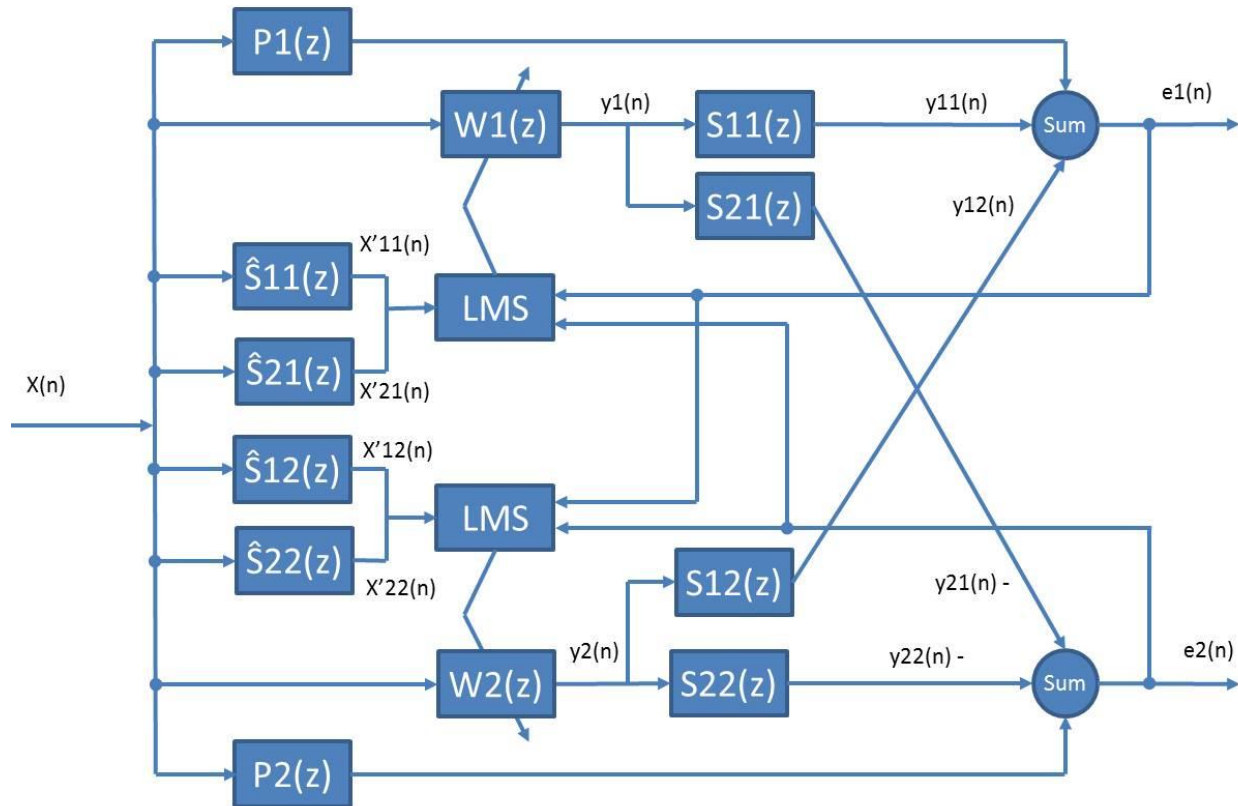 P1(z)
W1(z)
y1(n)
S11(z)
y11(n)
Sum
e1(n)
S21(z)
y12(n)
Ŝ11(z)
X'11(n)
LMS
Ŝ21(z)
X'21(n)
X(n)
Ŝ12(z)
X'12(n)
LMS
Ŝ22(z)
X'22(n)
S12(z)
y21(n) -
W2(z)
y2(n)
S22(z)
y22(n) -
Sum
e2(n)
P2(z)